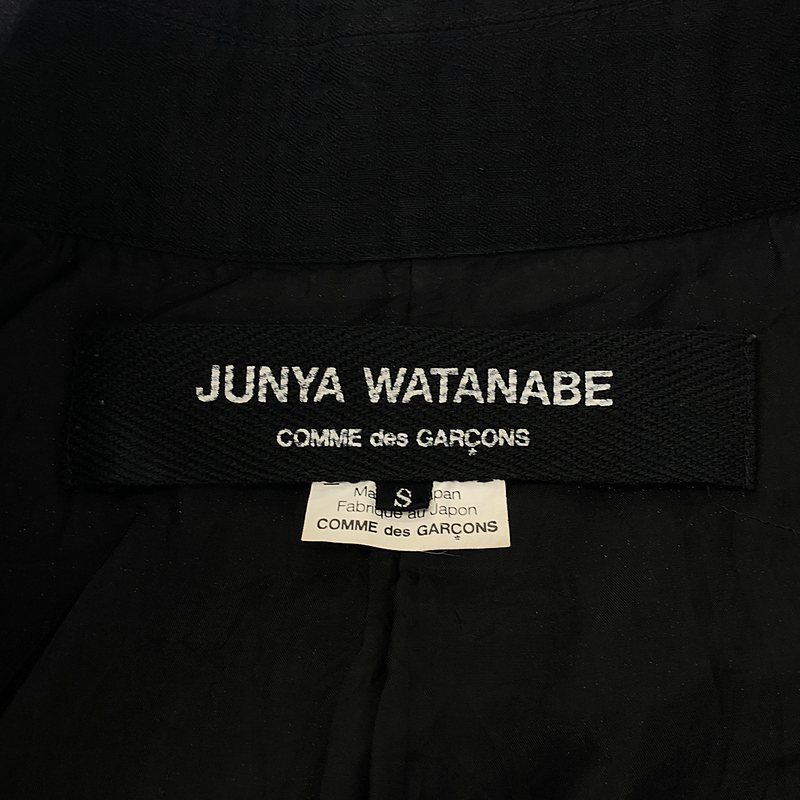 JUNYA WATANABE
COMME des GARÇONS
S
Fabrique au Japon
COMME des GARÇONS